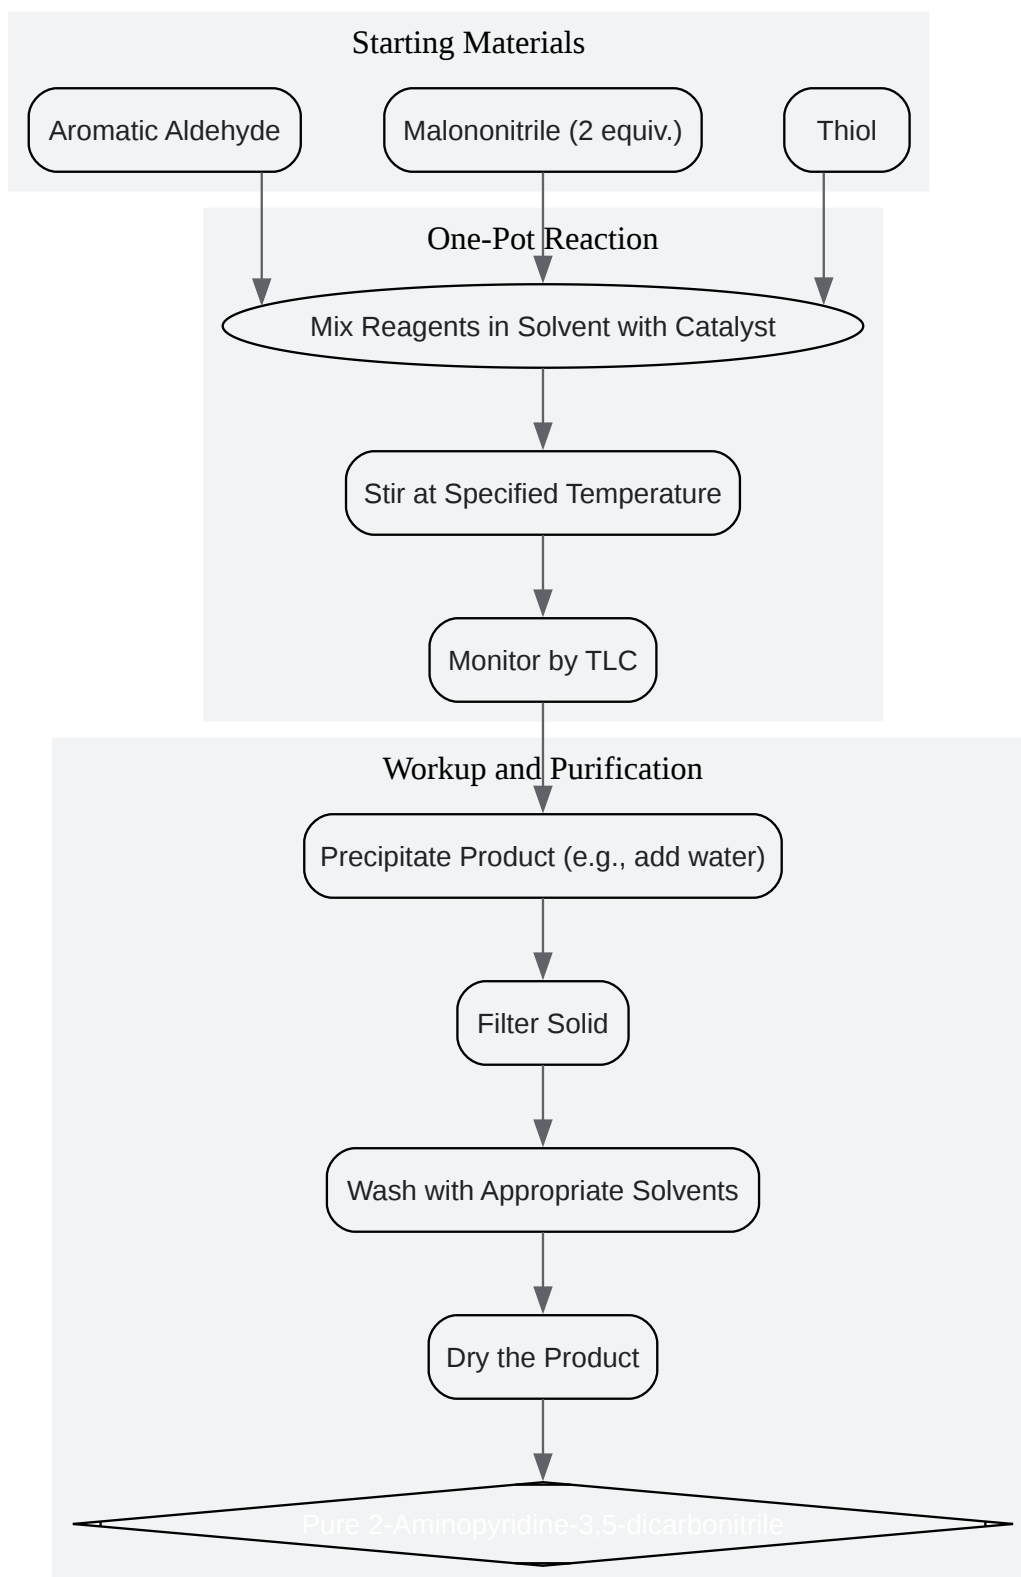 Starting Materials
Aromatic Aldehyde
Malononitrile (2 equiv.)
Thiol
One-Pot Reaction
Mix Reagents in Solvent with Catalyst
Stir at Specified Temperature
Monitor by TLC
Workup and Purification
Precipitate Product (e.g., add water)
Filter Solid
Wash with Appropriate Solvents
Dry the Product
Pure 2-Aminopyridine-3,5-dicarbonitrile